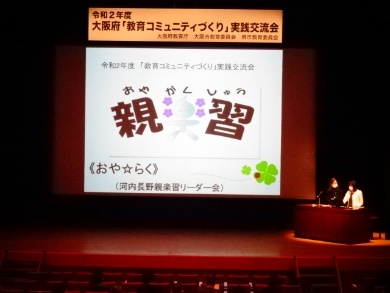 令和2年度
大阪府「教育コミュニティづくり」実践交流会
大阪府教育庁 大阪市教育委員会 堺市教育委員会
令和2年度 「教育コミュニティづくり」実践交流会
おや がく しゅう
親楽習
《おや☆らく》
(河内長野親楽習リーダー会)